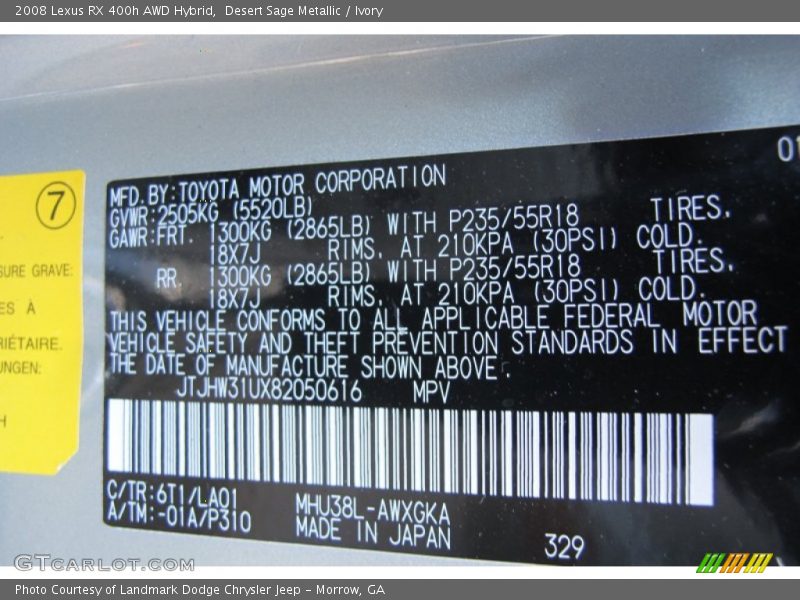 2008 Lexus RX 400h AWD Hybrid, Desert Sage Metallic / Ivory
01
7
MFD. BY: TOYOTA MOTOR CORPORATION
GVWR: 2505KG (5520LB)
GAWR: FRT. 1300KG (2865LB) WITH P235/55R18 TIRES.
18X7J RIMS. AT 210KPA (30PSI) COLD.
RR. 1300KG (2865LB) WITH P235/55R18 TIRES.
18X7J RIMS. AT 210KPA (30PSI) COLD.
THIS VEHICLE CONFORMS TO ALL APPLICABLE FEDERAL MOTOR
VEHICLE SAFETY AND THEFT PREVENTION STANDARDS IN EFFECT
THE DATE OF MANUFACTURE SHOWN ABOVE.
JTJHW31UX82050616 MPV
SURE GRAVE:
ES À
RIÉTAIRE.
UNGEN:
H
C/TR: 6T1/LA01 MHU38L-AWXGKA
A/TM: -01A/P310 MADE IN JAPAN 329
GTCARLOT.COM
Photo Courtesy of Landmark Dodge Chrysler Jeep - Morrow, GA